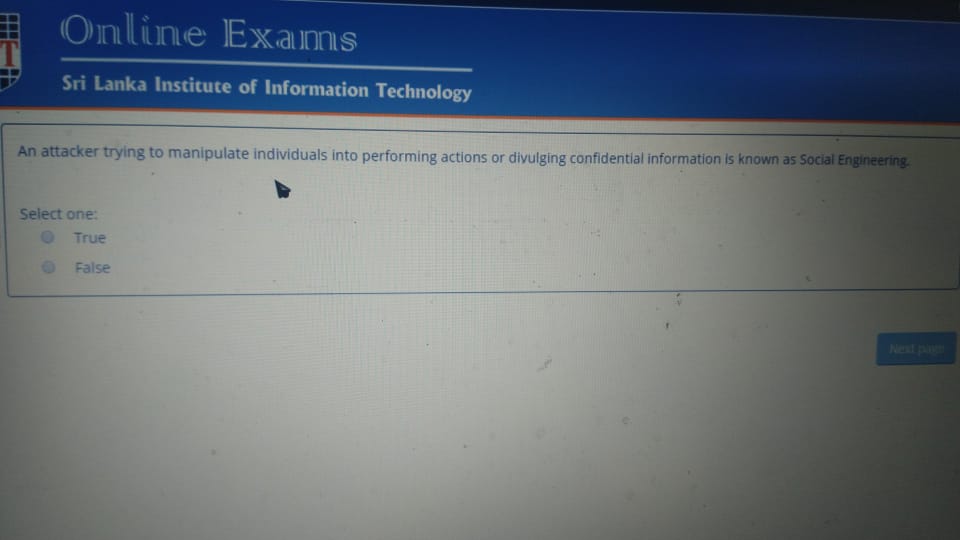 T
Online Exams
Sri Lanka Institute of Information Technology
An attacker trying to manipulate individuals into performing actions or divulging confidential information is known as Social Engineering.
Select one:
True
False
Next page